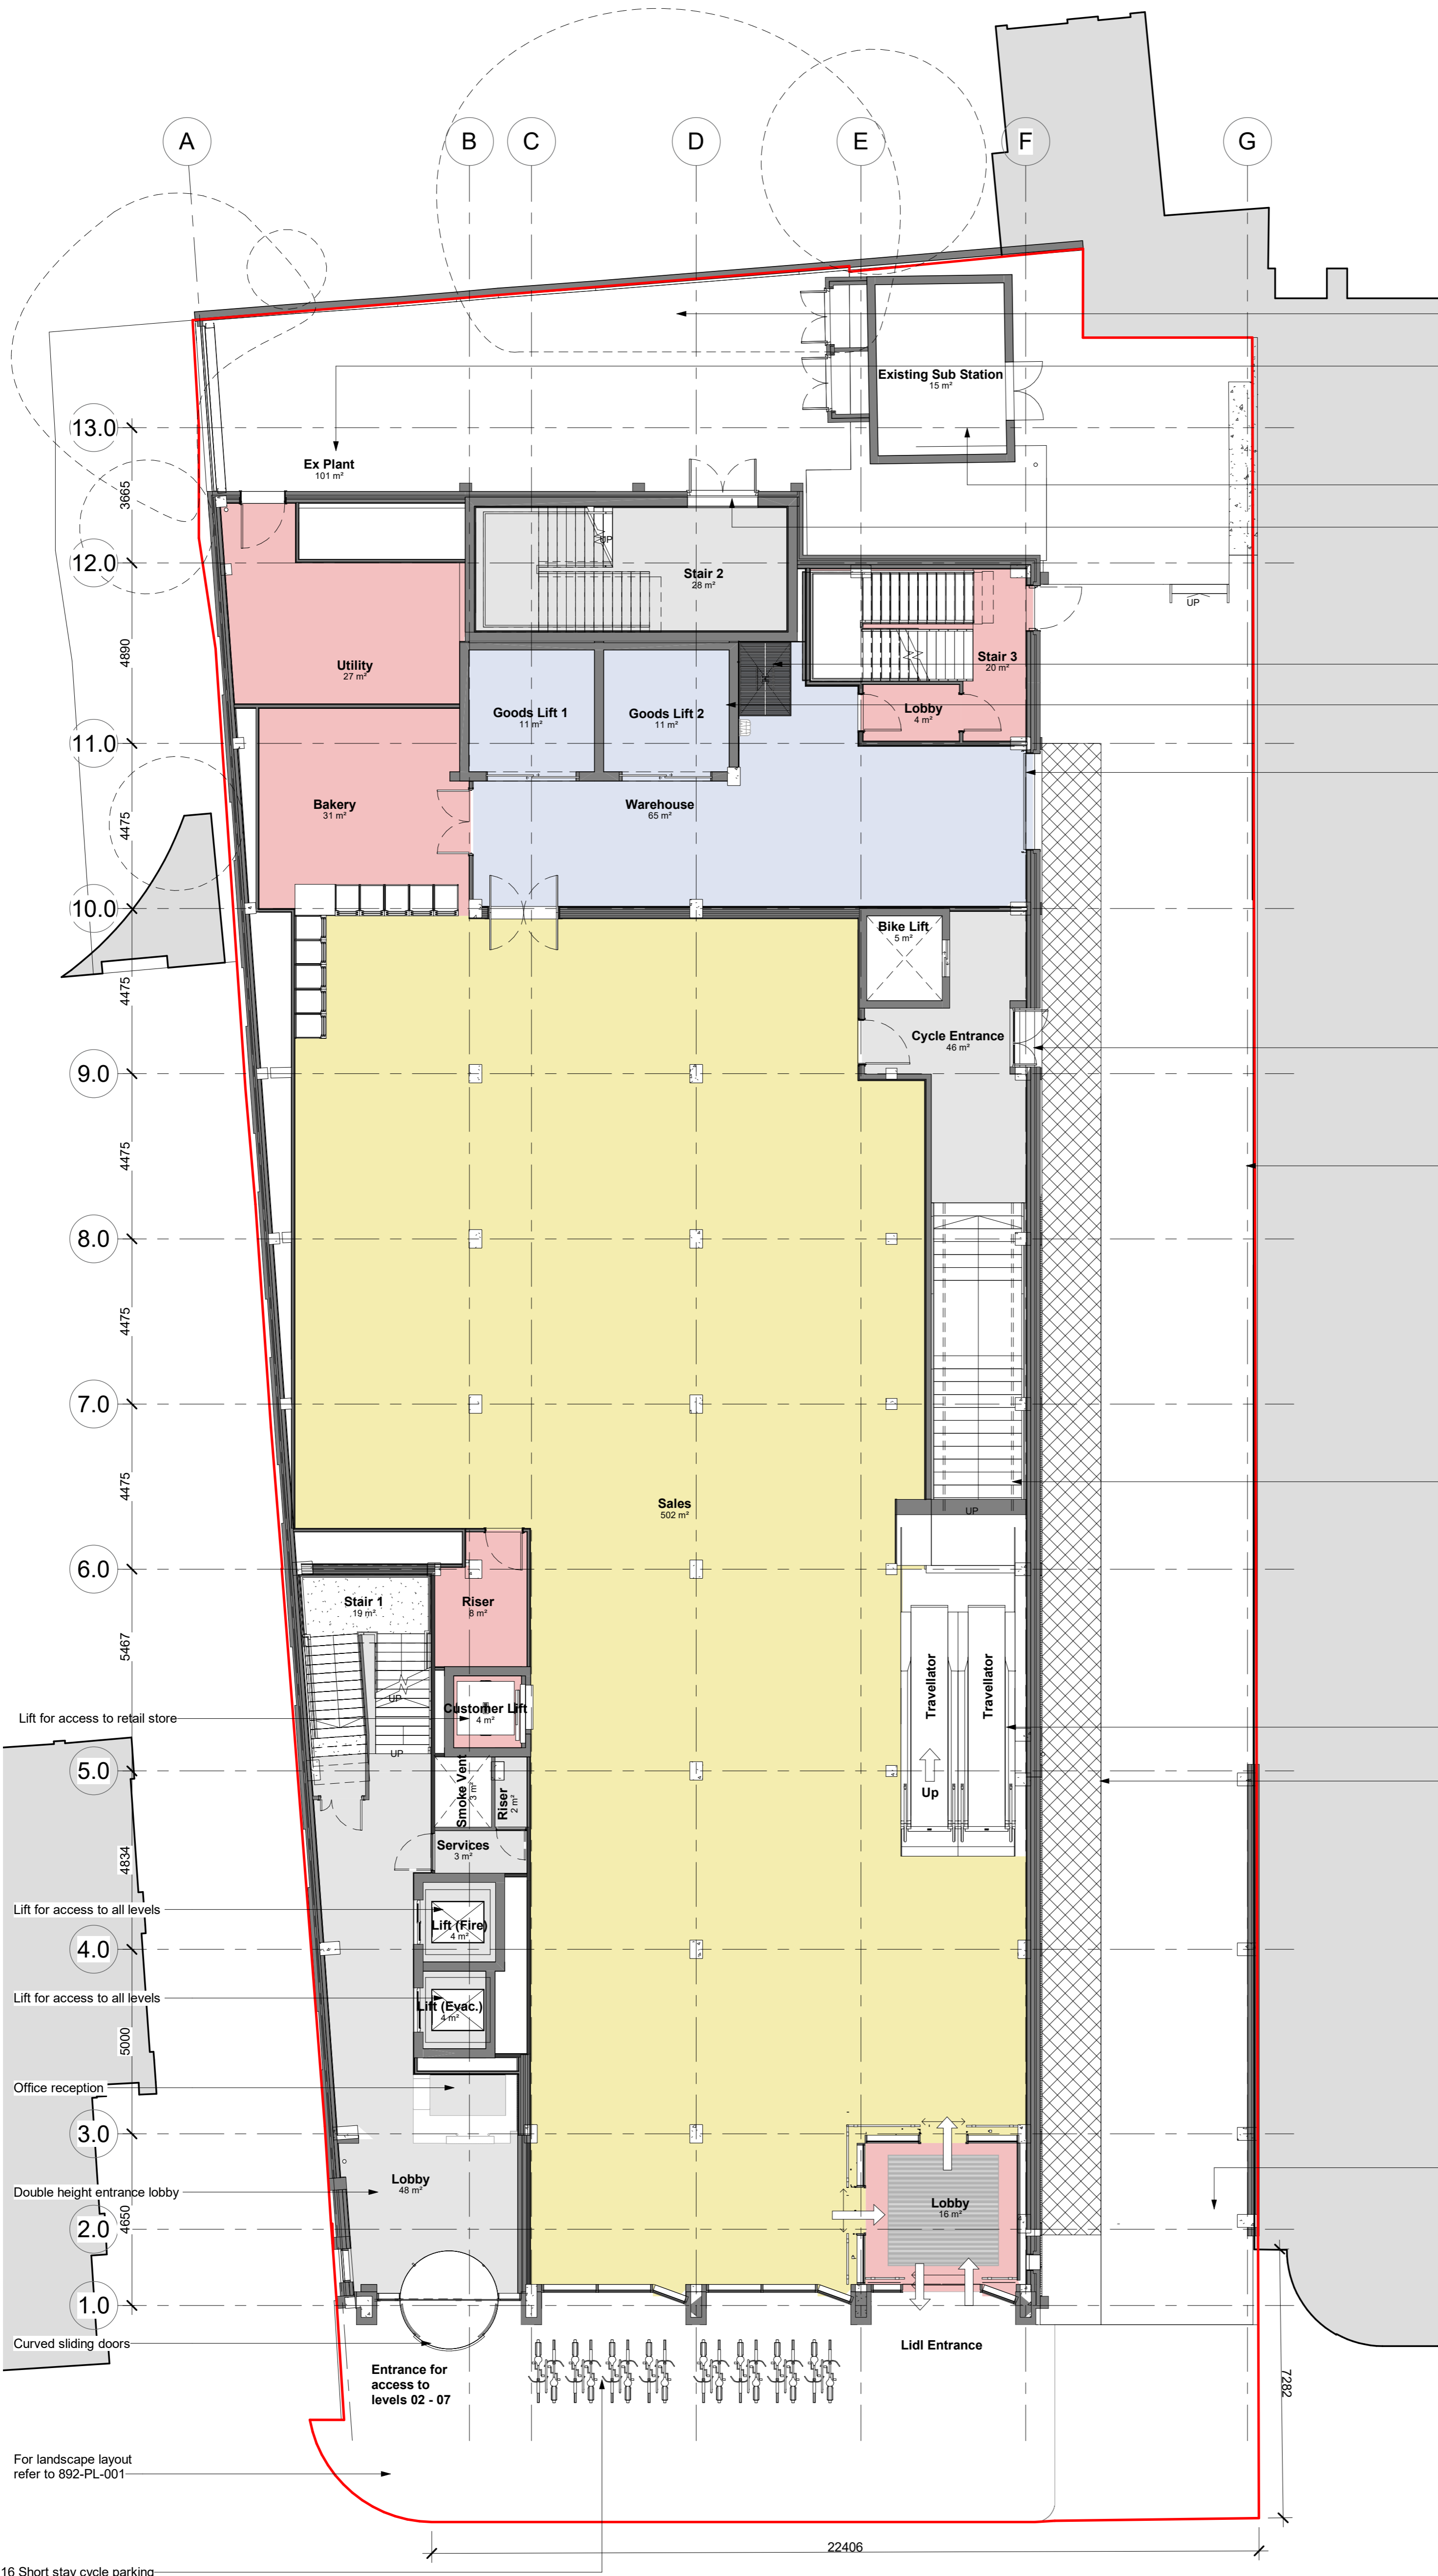 A
B
C
D
E
F
G
Existing Sub Station
15 m²
13.0
Ex Plant
101 m²
3665
UP
12.0
Stair 2
28 m²
UP
4890
Stair 3
20 m²
Utility
27 m²
Lobby
4 m²
Goods Lift 1
11 m²
Goods Lift 2
11 m²
11.0
Bakery
31 m²
Warehouse
65 m²
4475
10.0
Bike Lift
5 m²
4475
Cycle Entrance
46 m²
9.0
4475
8.0
4475
7.0
4475
Sales
502 m²
UP
6.0
Stair 1
19 m²
Riser
8 m²
5467
Travellator
Travellator
UP
Customer Lift
4 m²
Lift for access to retail store
UP
5.0
Smoke Vent
3 m²
Riser
2 m²
Up
Services
3 m²
4834
Lift for access to all levels
Lift (Fire)
4 m²
4.0
Lift for access to all levels
Lift (Evac.)
4 m²
5000
Office reception
3.0
Lobby
48 m²
Double height entrance lobby
Lobby
16 m²
4650
2.0
1.0
Curved sliding doors
Lidl Entrance
Entrance for
access to
levels 02 - 07
7282
For landscape layout
refer to 892-PL-001
22406
16 Short stay cycle parking